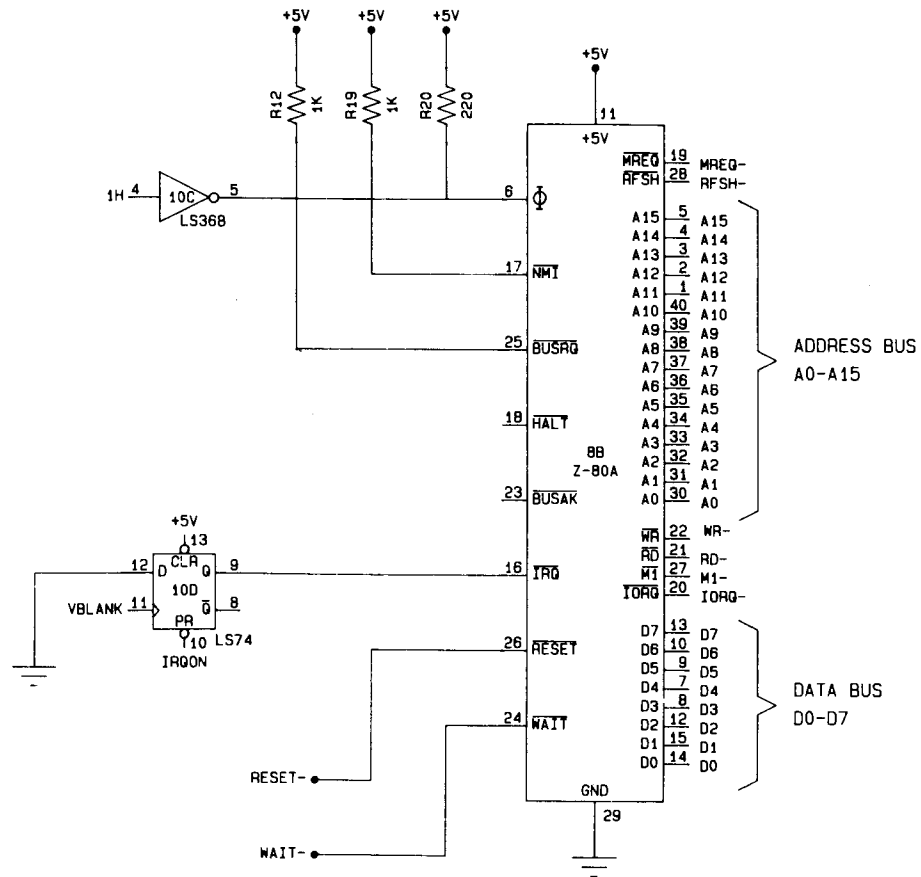 +5V
+5V
+5V
+5V
R12
1K
R19
1K
R20
220
11
+5V
MREQ 19 MREQ-
RFSH 28 RFSH-
1H 4 10C 5
LS368
6 Φ
A15 5 A15
A14 4 A14
A13 3 A13
A12 2 A12
A11 1 A11
A10 40 A10
A9 39 A9
A8 38 A8
A7 37 A7
A6 36 A6
A5 35 A5
A4 34 A4
A3 33 A3
A2 32 A2
A1 31 A1
A0 30 A0
ADDRESS BUS
A0-A15
17 NMI
25 BUSRQ
18 HALT
8B
Z-80A
23 BUSAK
WR 22 WR-
RD 21 RD-
M1 27 M1-
IORQ 20 IORQ-
+5V
13
CLR
12 D Q 9
10D
VBLANK 11 Q 8
PR
10 LS74
IRQON
16 IRQ
26 RESET
24 WAIT
D7 13 D7
D6 10 D6
D5 9 D5
D4 7 D4
D3 8 D3
D2 12 D2
D1 15 D1
D0 14 D0
DATA BUS
D0-D7
RESET-
WAIT-
GND
29